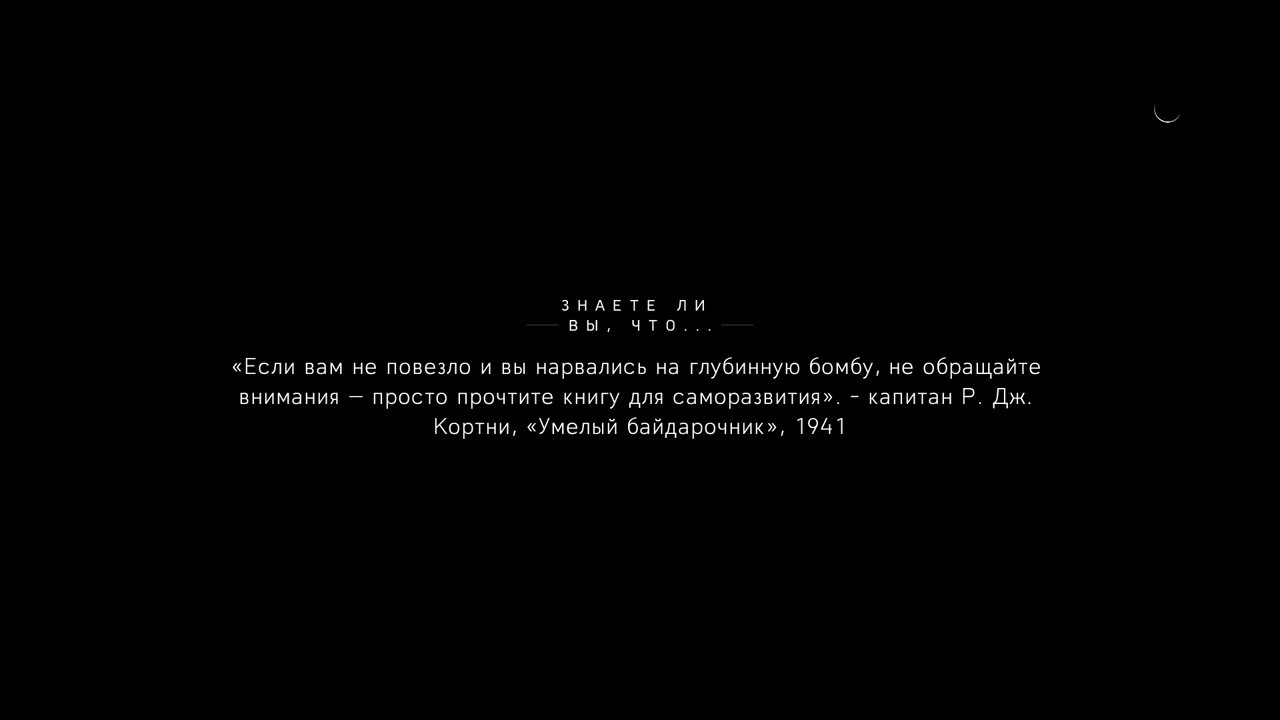 ЗНАЕТЕ ЛИ
ВЫ, ЧТО...
«Если вам не повезло и вы нарвались на глубинную бомбу, не обращайте
внимания — просто прочтите книгу для саморазвития». - капитан Р. Дж.
Кортни, «Умелый байдарочник», 1941